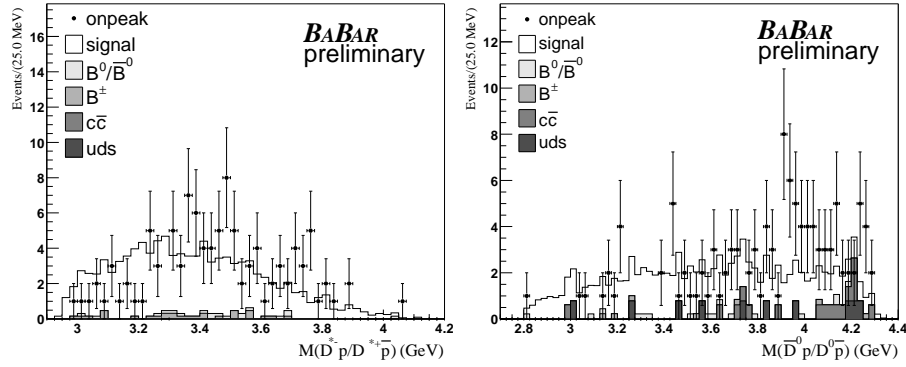 Events/(25.0 MeV)
16
14
12
10
8
6
4
2
0
onpeak
signal
B⁰/B̅⁰
B±
cc̅
uds
BABAR
preliminary
3 3.2 3.4 3.6 3.8 4 4.2
M(D*⁻p/D*⁺p̅) (GeV)
Events/(25.0 MeV)
12
10
8
6
4
2
0
onpeak
signal
B⁰/B̅⁰
B±
cc̅
uds
BABAR
preliminary
2.8 3 3.2 3.4 3.6 3.8 4 4.2 4.4
M(D̅⁰p/D⁰p̅) (GeV)